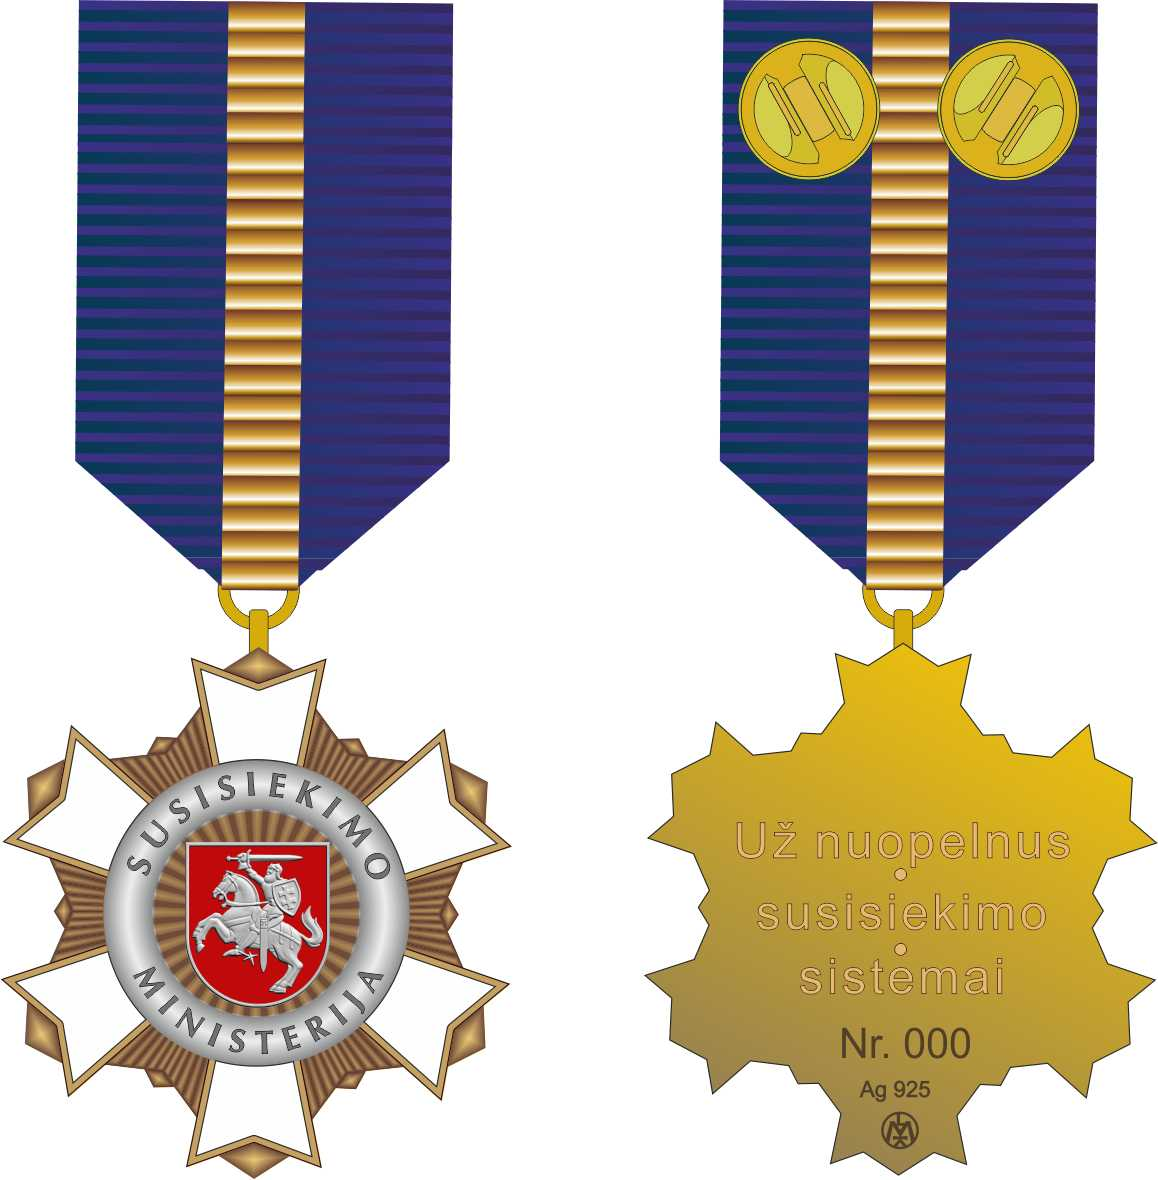 SUSISIEKIMO
MINISTERIJA
Už nuopelnus
susisiekimo
sistemai
Nr. 000
Ag 925